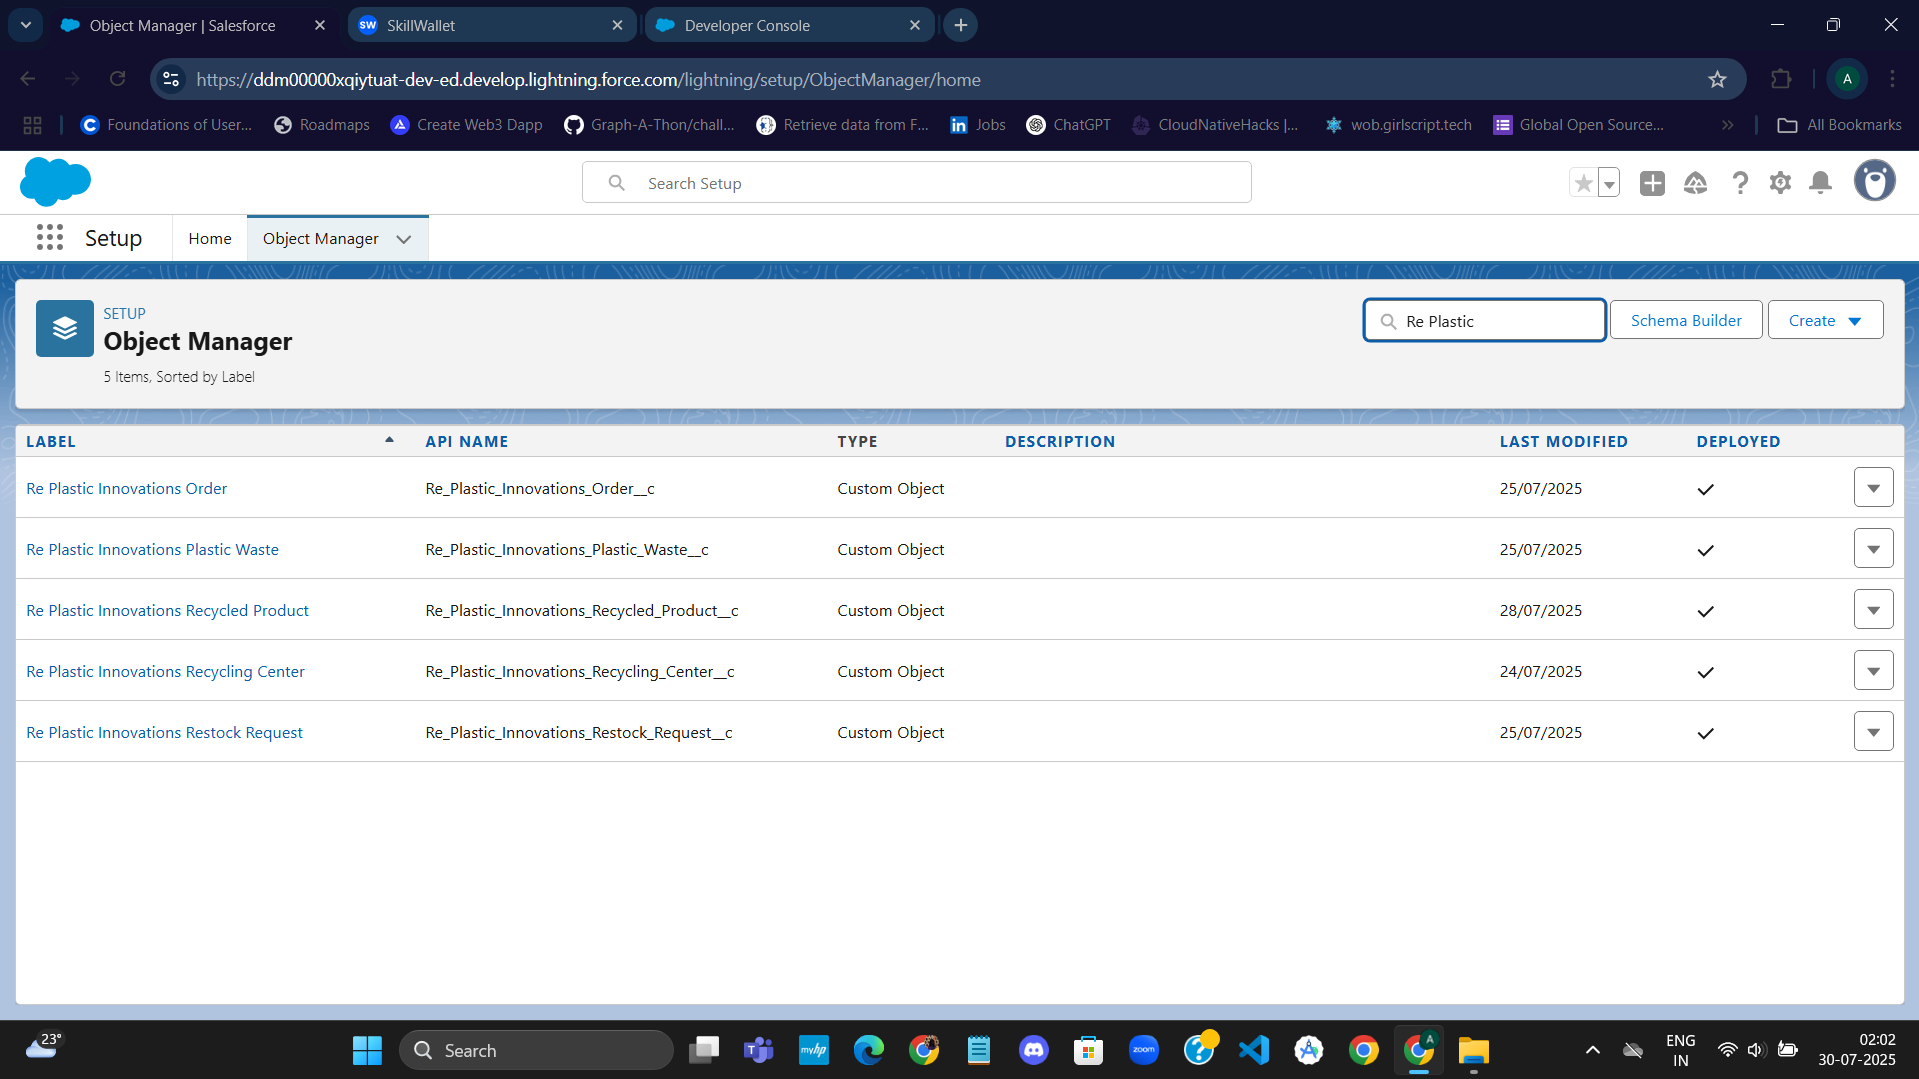 Object Manager | Salesforce
SkillWallet
Developer Console
https://ddm00000xqiytuat-dev-ed.develop.lightning.force.com/lightning/setup/ObjectManager/home
A
Foundations of User...
Roadmaps
Create Web3 Dapp
Graph-A-Thon/chall...
Retrieve data from F...
Jobs
ChatGPT
CloudNativeHacks |...
wob.girlscript.tech
Global Open Source...
All Bookmarks
Search Setup
Setup
Home
Object Manager
SETUP
Object Manager
5 Items, Sorted by Label
Re Plastic
Schema Builder
Create
LABEL API NAME TYPE DESCRIPTION LAST MODIFIED DEPLOYED
Re Plastic Innovations Order Re_Plastic_Innovations_Order__c Custom Object 25/07/2025
Re Plastic Innovations Plastic Waste Re_Plastic_Innovations_Plastic_Waste__c Custom Object 25/07/2025
Re Plastic Innovations Recycled Product Re_Plastic_Innovations_Recycled_Product__c Custom Object 28/07/2025
Re Plastic Innovations Recycling Center Re_Plastic_Innovations_Recycling_Center__c Custom Object 24/07/2025
Re Plastic Innovations Restock Request Re_Plastic_Innovations_Restock_Request__c Custom Object 25/07/2025
23°
Search
myhp
zoom
A
ENG
IN
02:02
30-07-2025